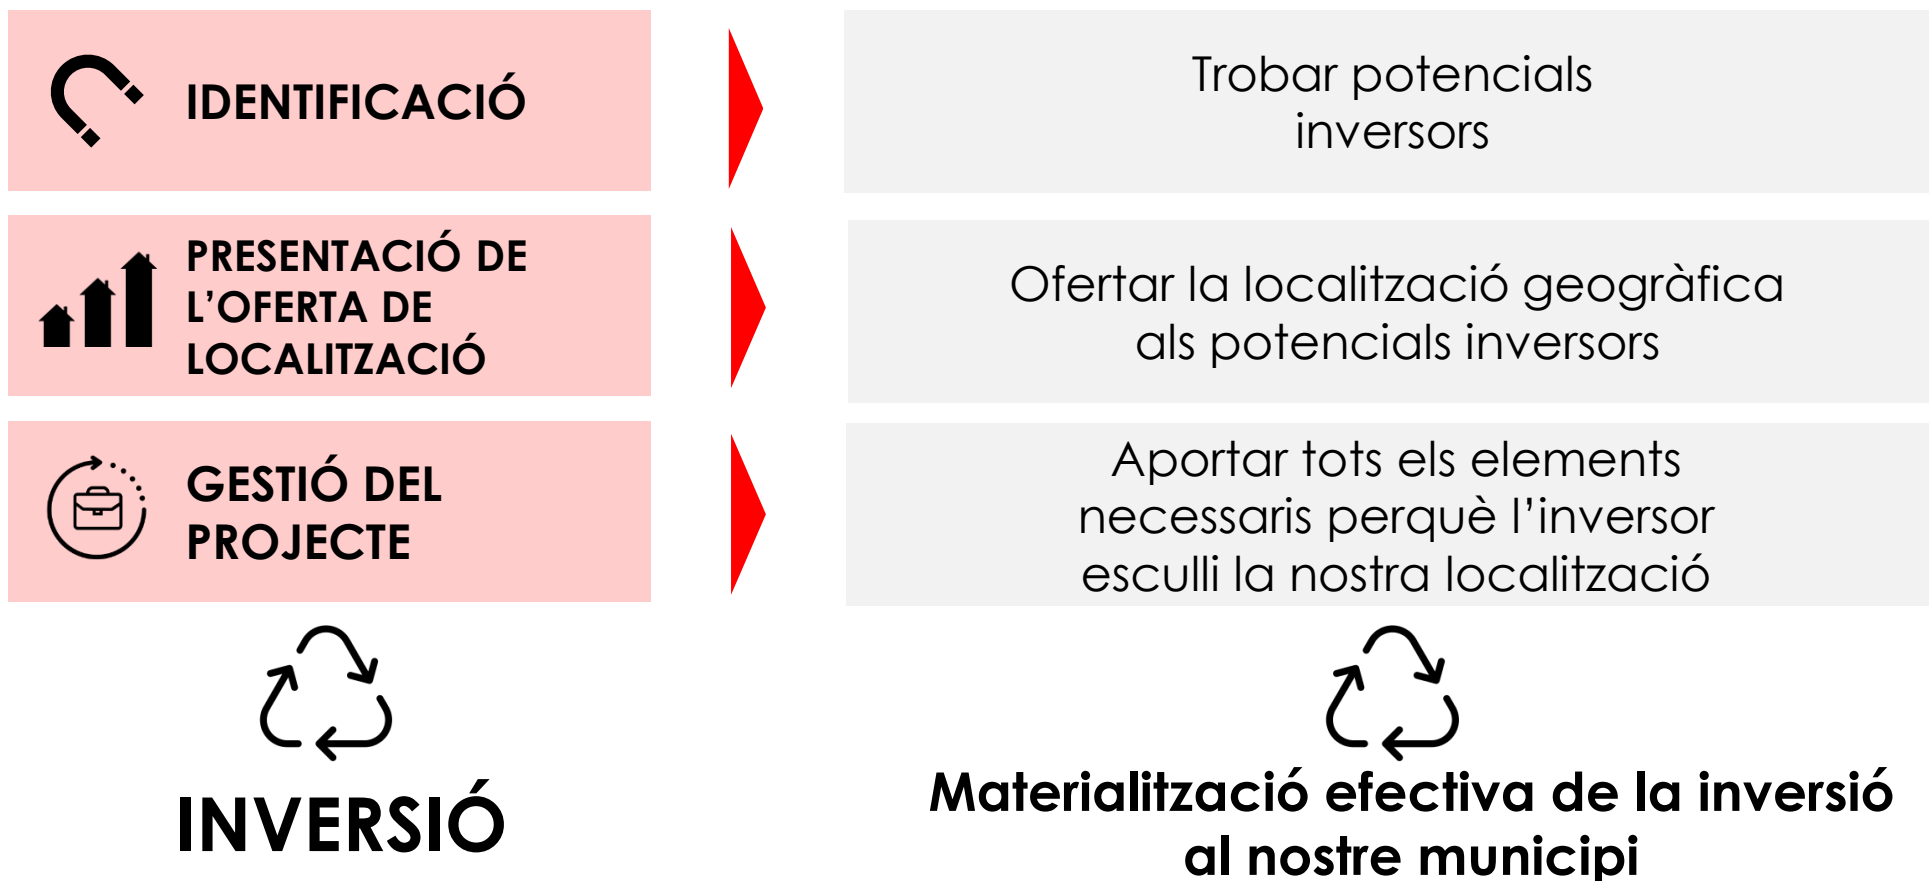 IDENTIFICACIÓ
Trobar potencials
inversors
PRESENTACIÓ DE
L’OFERTA DE
LOCALITZACIÓ
Ofertar la localització geogràfica
als potencials inversors
GESTIÓ DEL
PROJECTE
Aportar tots els elements
necessaris perquè l’inversor
esculli la nostra localització
INVERSIÓ
Materialització efectiva de la inversió
al nostre municipi